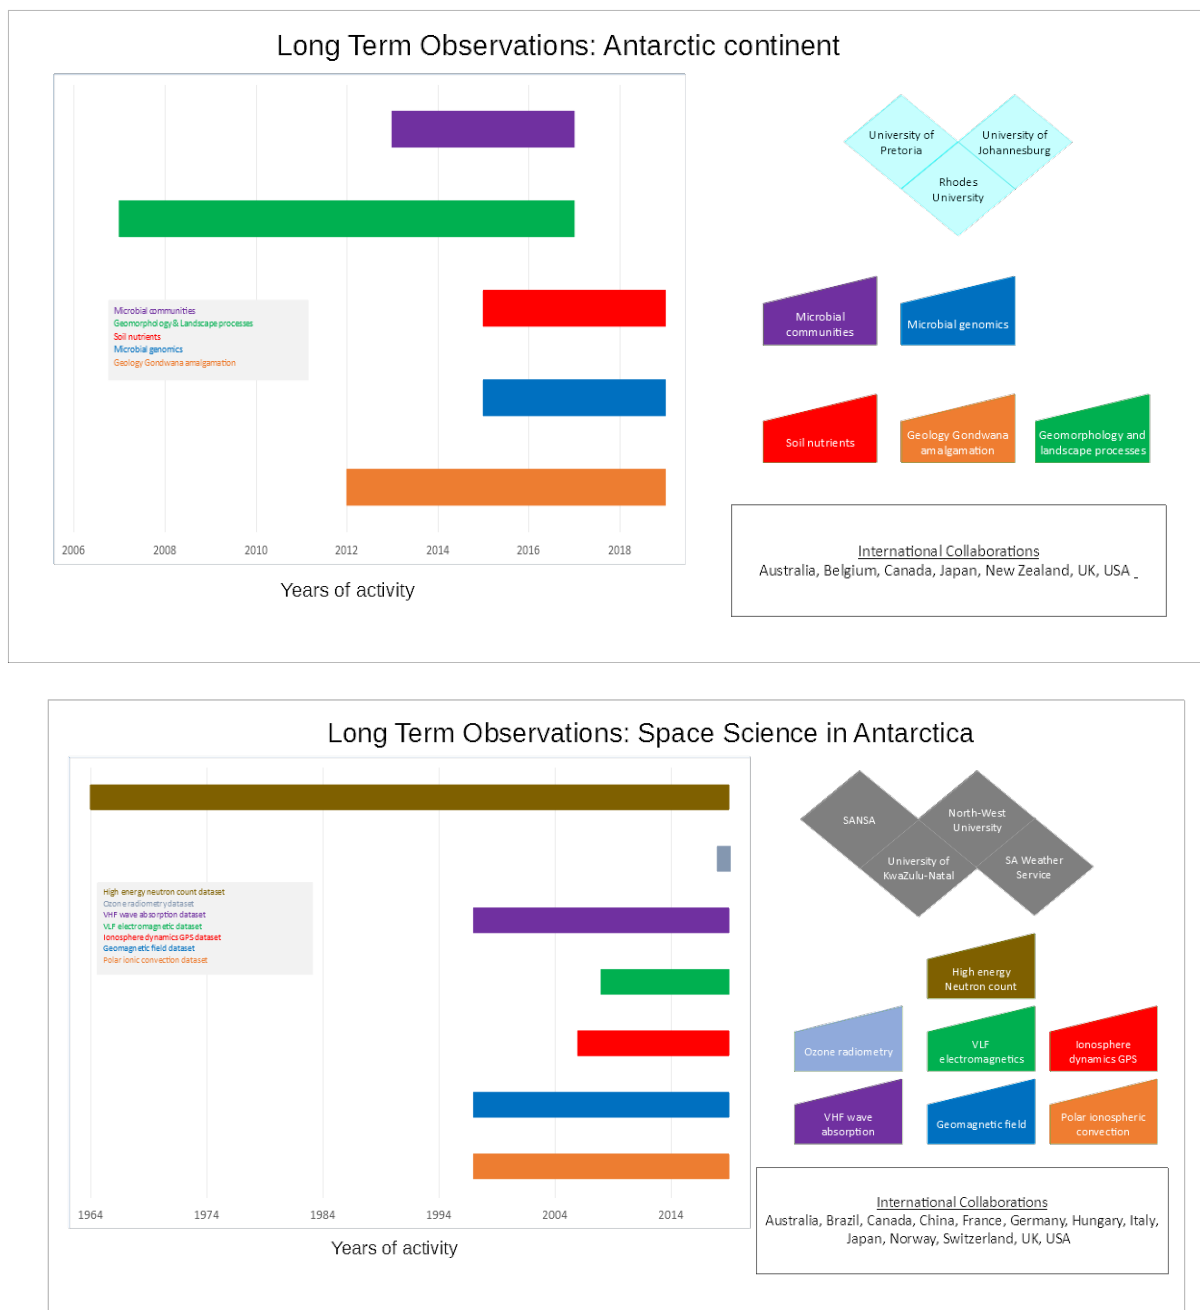 Long Term Observations: Antarctic continent
Microbial communities
Geomorphology & Landscape processes
Soil nutrients
Microbial genomics
Geology Gondwana amalgamation
2006
2008
2010
2012
2014
2016
2018
Years of activity
University of
Pretoria
University of
Johannesburg
Rhodes
University
Microbial
communities
Microbial genomics
Soil nutrients
Geology Gondwana
amalgamation
Geomorphology and
landscape processes
International Collaborations
Australia, Belgium, Canada, Japan, New Zealand, UK, USA
Long Term Observations: Space Science in Antarctica
High energy neutron count dataset
Ozone radiometry dataset
VHF wave absorption dataset
VLF electromagnetic dataset
Ionosphere dynamics GPS dataset
Geomagnetic field dataset
Polar ionic convection dataset
1964
1974
1984
1994
2004
2014
Years of activity
SANSA
North-West
University
University of
KwaZulu-Natal
SA Weather
Service
High energy
Neutron count
Ozone radiometry
VLF
electromagnetics
Ionosphere
dynamics GPS
VHF wave
absorption
Geomagnetic field
Polar ionospheric
convection
International Collaborations
Australia, Brazil, Canada, China, France, Germany, Hungary, Italy,
Japan, Norway, Switzerland, UK, USA